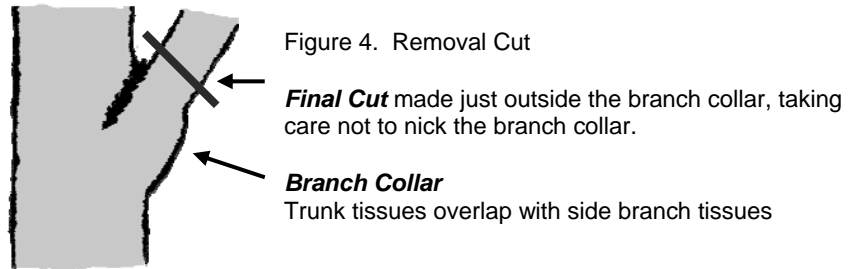 Figure 4.  Removal Cut
Final Cut made just outside the branch collar, taking
care not to nick the branch collar.
Branch Collar
Trunk tissues overlap with side branch tissues